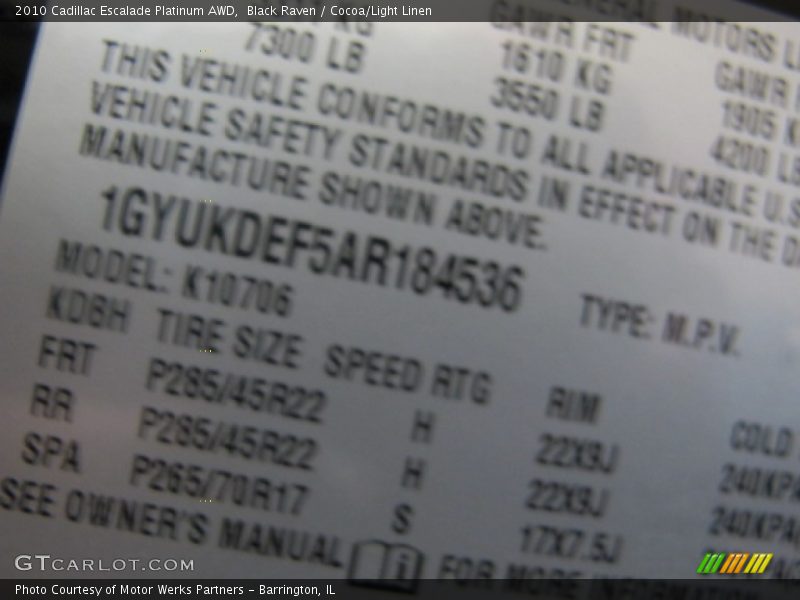 2010 Cadillac Escalade Platinum AWD, Black Raven / Cocoa/Light Linen
KG GAWR FRT GENERAL MOTORS L
7300 LB 1610 KG GAWR
3550 LB 1905 K
4200 LB
THIS VEHICLE CONFORMS TO ALL APPLICABLE U.S
VEHICLE SAFETY STANDARDS IN EFFECT ON THE D
MANUFACTURE SHOWN ABOVE.
1GYUKDEF5AR184536
MODEL: K10706 TYPE: M.P.V.
KDBH TIRE SIZE SPEED RTG RIM COLD
FRT P285/45R22 H 22X9J 240KPA
RR P285/45R22 H 22X9J 240KPA
SPA P265/70R17 S 17X7.5J
SEE OWNER'S MANUAL i FOR MORE INFORMATION
GTCARLOT.COM
Photo Courtesy of Motor Werks Partners - Barrington, IL